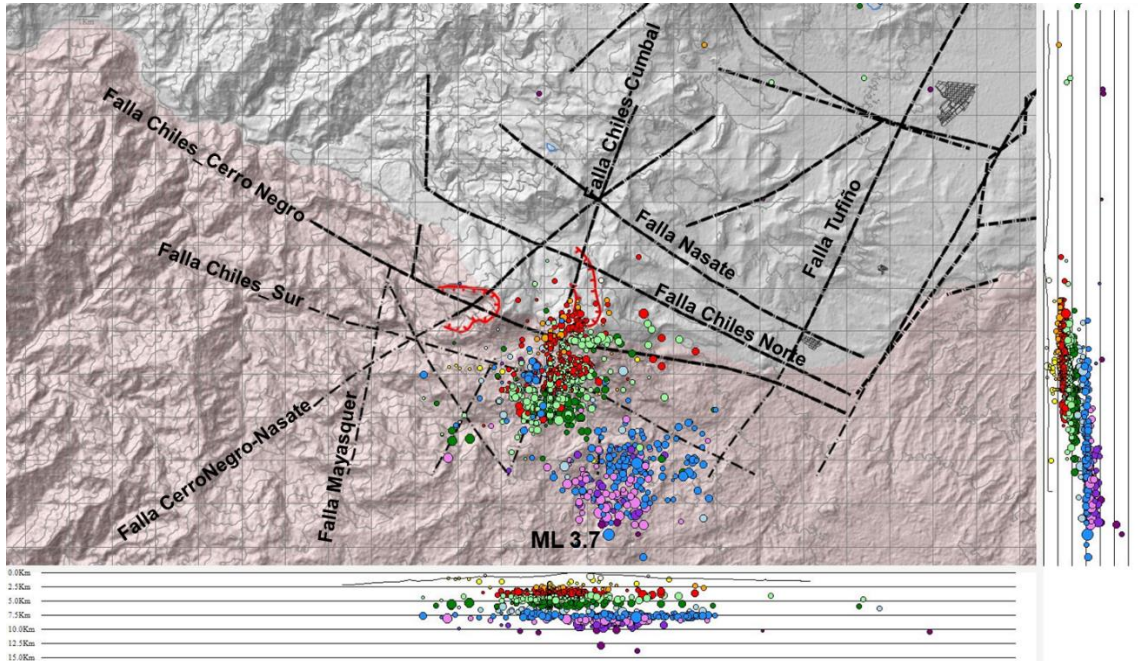 Falla Chiles_Cerro Negro
Falla Chiles-Cumbal
Falla Nasate
Falla Tufiño
Falla Chiles_Sur
Falla Chiles Norte
Falla CerroNegro-Nasate
Falla Mayasquer
ML 3.7
0.0Km
2.5Km
5.0Km
7.5Km
10.0Km
12.5Km
15.0Km